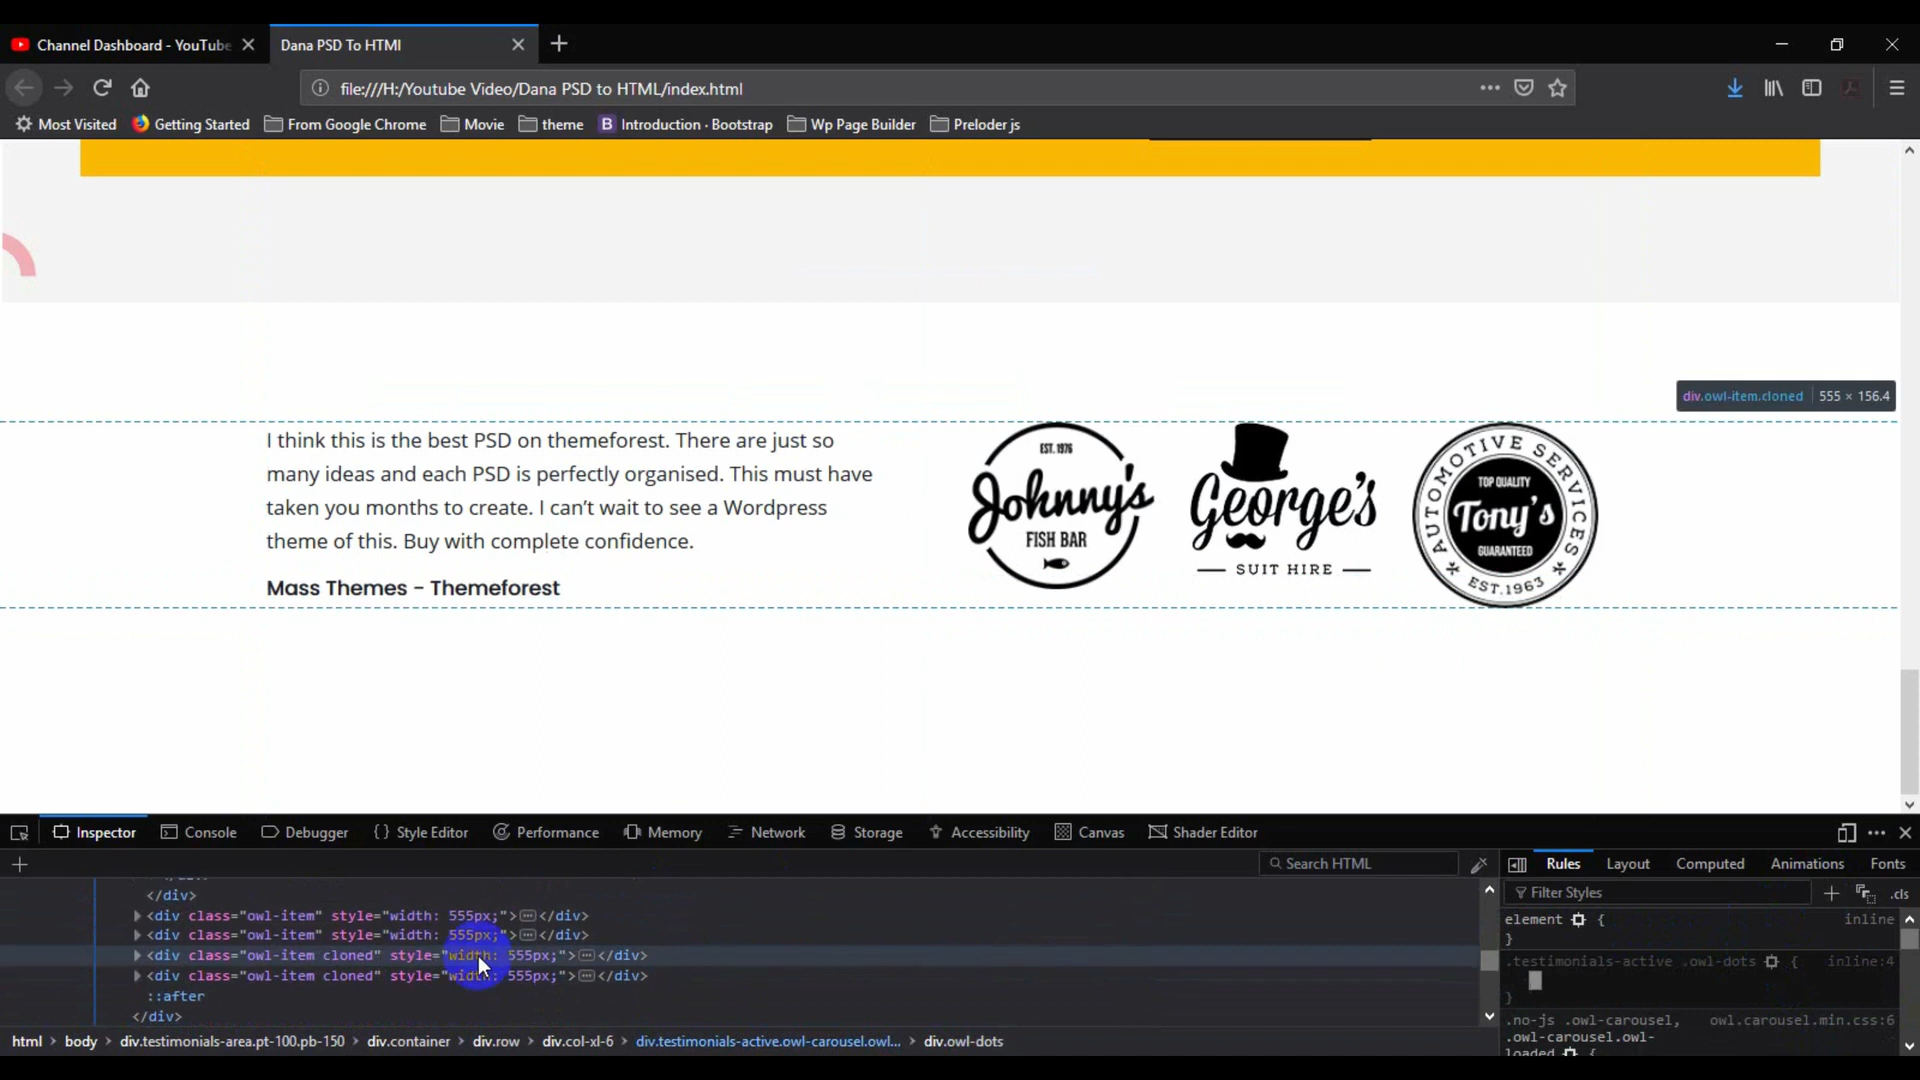 Channel Dashboard - YouTube
Dana PSD To HTMl
file:///H:/Youtube Video/Dana PSD to HTML/index.html
Most Visited Getting Started From Google Chrome Movie theme Introduction · Bootstrap Wp Page Builder Preloder js
div.owl-item.cloned 555 × 156.4
I think this is the best PSD on themeforest. There are just so
many ideas and each PSD is perfectly organised. This must have
taken you months to create. I can’t wait to see a Wordpress
theme of this. Buy with complete confidence.
Mass Themes – Themeforest
EST. 1976
Johnny's
FISH BAR
George's
SUIT HIRE
AUTOMOTIVE SERVICES
TOP QUALITY
Tony's
GUARANTEED
EST.1963
Inspector Console Debugger Style Editor Performance Memory Network Storage Accessibility Canvas Shader Editor
Search HTML
</div>
<div class="owl-item" style="width: 555px;"></div>
<div class="owl-item" style="width: 555px;"></div>
<div class="owl-item cloned" style="width: 555px;"></div>
<div class="owl-item cloned" style="width: 555px;"></div>
::after
</div>
html > body > div.testimonials-area.pt-100.pb-150 > div.container > div.row > div.col-xl-6 > div.testimonials-active.owl-carousel.owl... > div.owl-dots
Rules Layout Computed Animations Fonts
Filter Styles .cls
element { inline
}
.testimonials-active .owl-dots { inline:4
}
.no-js .owl-carousel, owl.carousel.min.css:6
.owl-carousel.owl-
loaded {